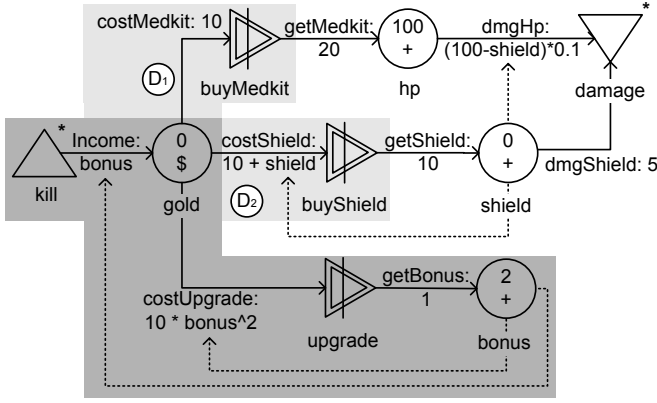 costMedkit: 10
getMedkit:
20
100
+
dmgHp:
(100-shield)*0.1
*
D1
buyMedkit
hp
damage
*
Income:
bonus
0
$
costShield:
10 + shield
getShield:
10
0
+
dmgShield: 5
kill
gold
D2
buyShield
shield
costUpgrade:
10 * bonus^2
getBonus:
1
2
+
upgrade
bonus